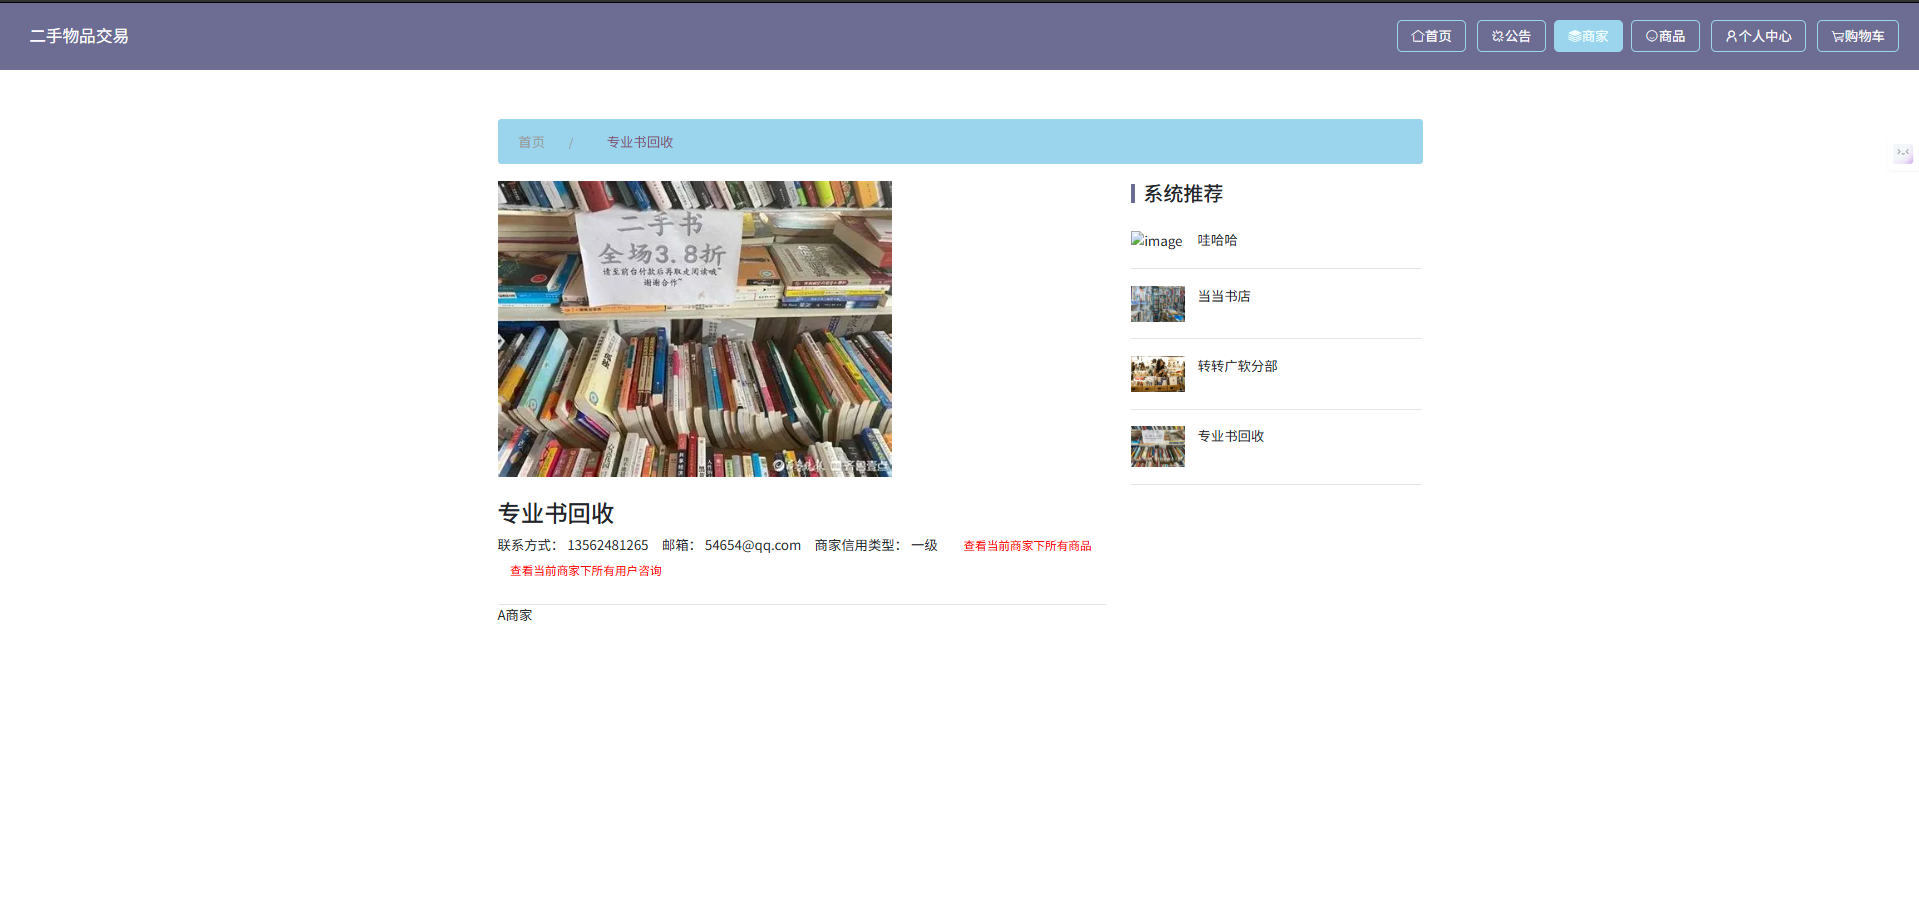 二手物品交易
首页
公告
商家
商品
个人中心
购物车
首页 / 专业书回收
二手书
全场3.8折
请至前台付款后再取走阅读哦~
谢谢合作~
系统推荐
image 哇哈哈
当当书店
转转广软分部
专业书回收
专业书回收
联系方式： 13562481265 邮箱： 54654@qq.com 商家信用类型： 一级 查看当前商家下所有商品
查看当前商家下所有用户咨询
A商家